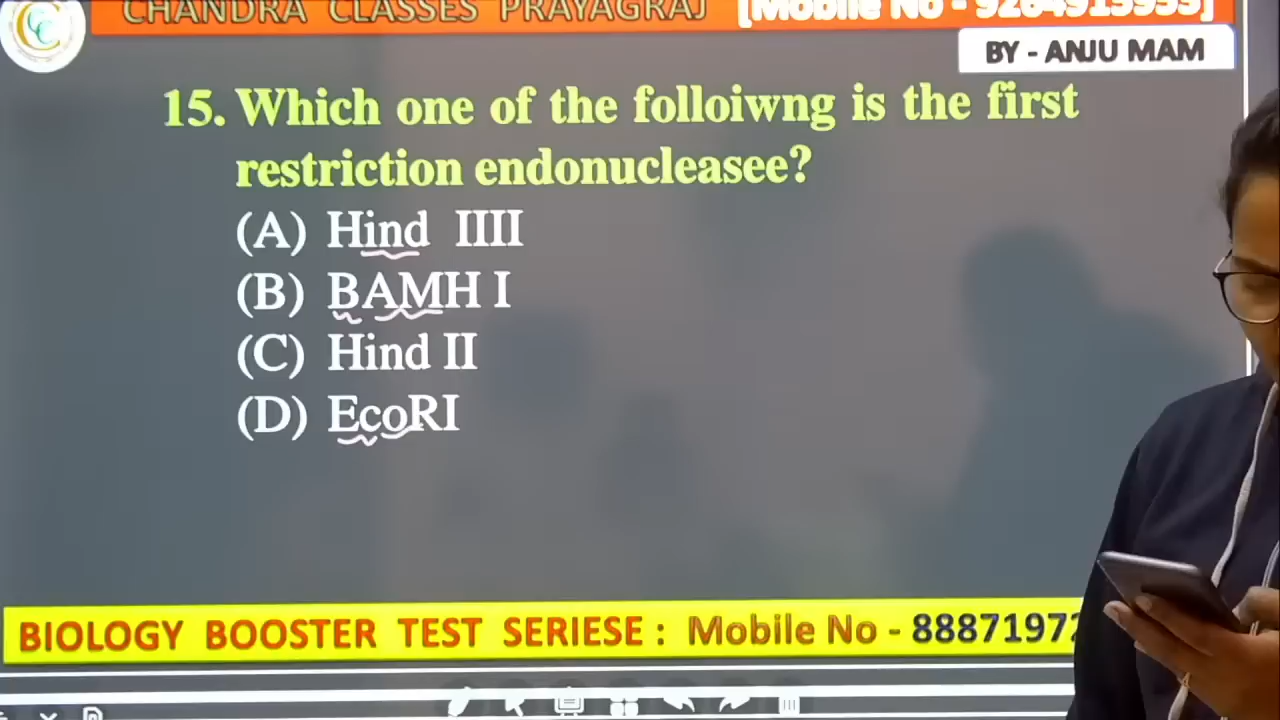 CHANDRA CLASSES PRAYAGRAJ
BY - ANJU MAM
15. Which one of the folloiwng is the first
restriction endonucleasee?
(A) Hind IIII
(B) BAMH I
(C) Hind II
(D) EcoRI
BIOLOGY BOOSTER TEST SERIESE : Mobile No - 8887197